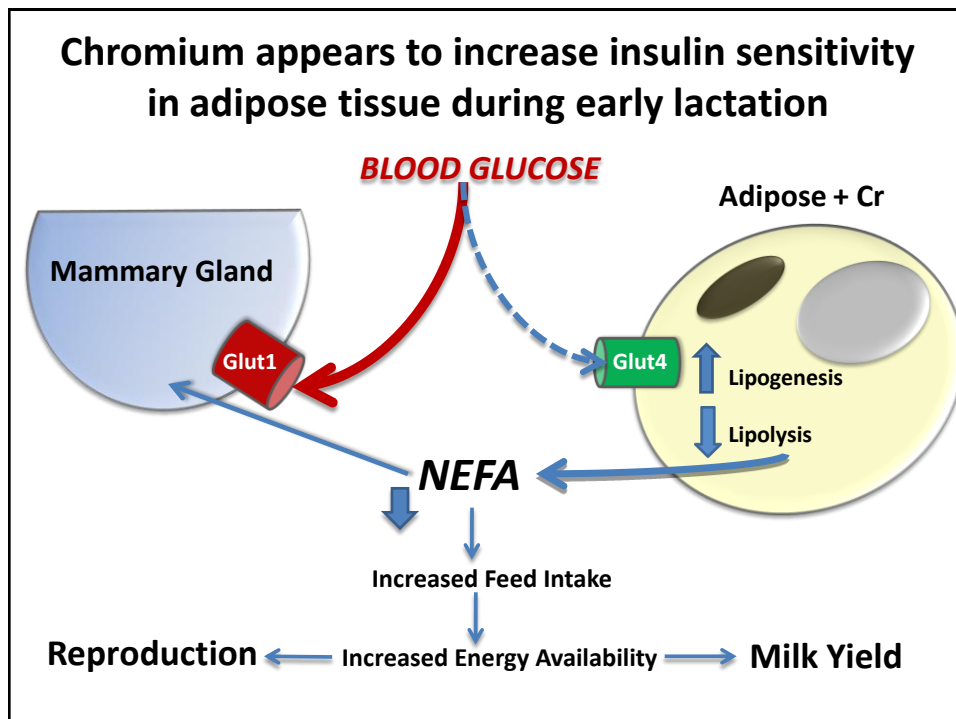 Chromium appears to increase insulin sensitivity
in adipose tissue during early lactation
BLOOD GLUCOSE
Adipose + Cr
Mammary Gland
Glut1
Glut4
Lipogenesis
Lipolysis
NEFA
Increased Feed Intake
Reproduction
Increased Energy Availability
Milk Yield